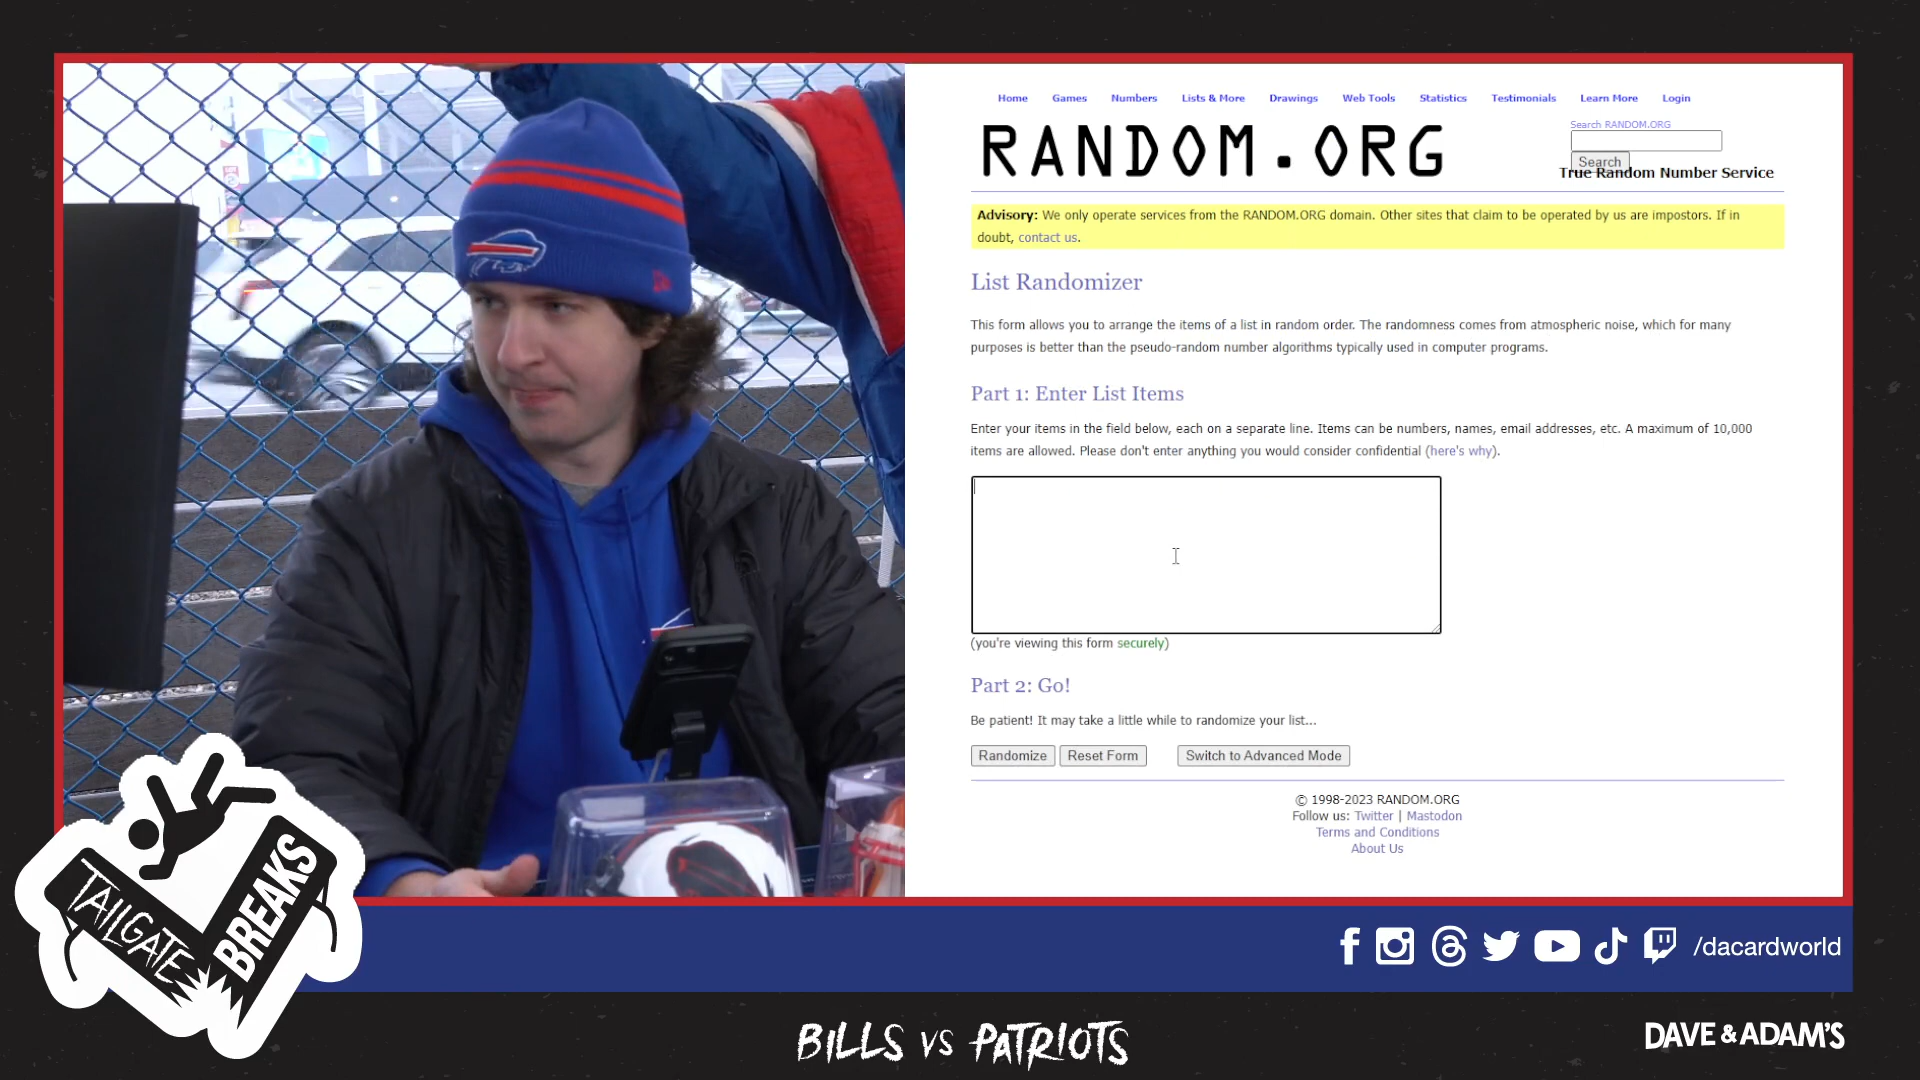 Home Games Numbers Lists & More Drawings Web Tools Statistics Testimonials Learn More Login
RANDOM.ORG
Search RANDOM.ORG
Search
True Random Number Service
Advisory: We only operate services from the RANDOM.ORG domain. Other sites that claim to be operated by us are impostors. If in
doubt, contact us.
List Randomizer
This form allows you to arrange the items of a list in random order. The randomness comes from atmospheric noise, which for many
purposes is better than the pseudo-random number algorithms typically used in computer programs.
Part 1: Enter List Items
Enter your items in the field below, each on a separate line. Items can be numbers, names, email addresses, etc. A maximum of 10,000
items are allowed. Please don't enter anything you would consider confidential (here's why).
(you're viewing this form securely)
Part 2: Go!
Be patient! It may take a little while to randomize your list...
Randomize Reset Form Switch to Advanced Mode
© 1998-2023 RANDOM.ORG
Follow us: Twitter | Mastodon
Terms and Conditions
About Us
TAILGATE
BREAKS
/dacardworld
BILLS VS PATRIOTS
DAVE & ADAM'S